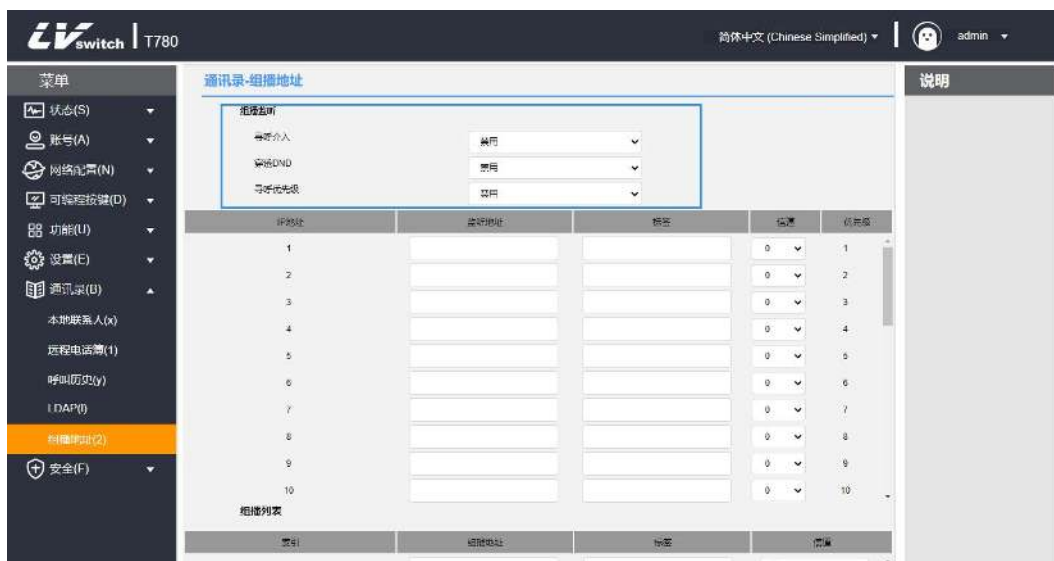 LVswitch T780
简体中文 (Chinese Simplified)
admin
菜单
通讯录-组播地址
说明
状态(S)
账号(A)
网络配置(N)
可编程按键(D)
功能(U)
设置(E)
通讯录(B)
本地联系人(x)
远程电话簿(1)
呼叫历史(y)
LDAP(l)
组播地址(2)
安全(F)
组播监听
寻呼介入 禁用
穿透DND 禁用
寻呼优先级 禁用
IP地址 监听地址 标签 信道 优先级
1 0 1
2 0 2
3 0 3
4 0 4
5 0 5
6 0 6
7 0 7
8 0 8
9 0 9
10 0 10
组播列表
索引 组播地址 标签 信道